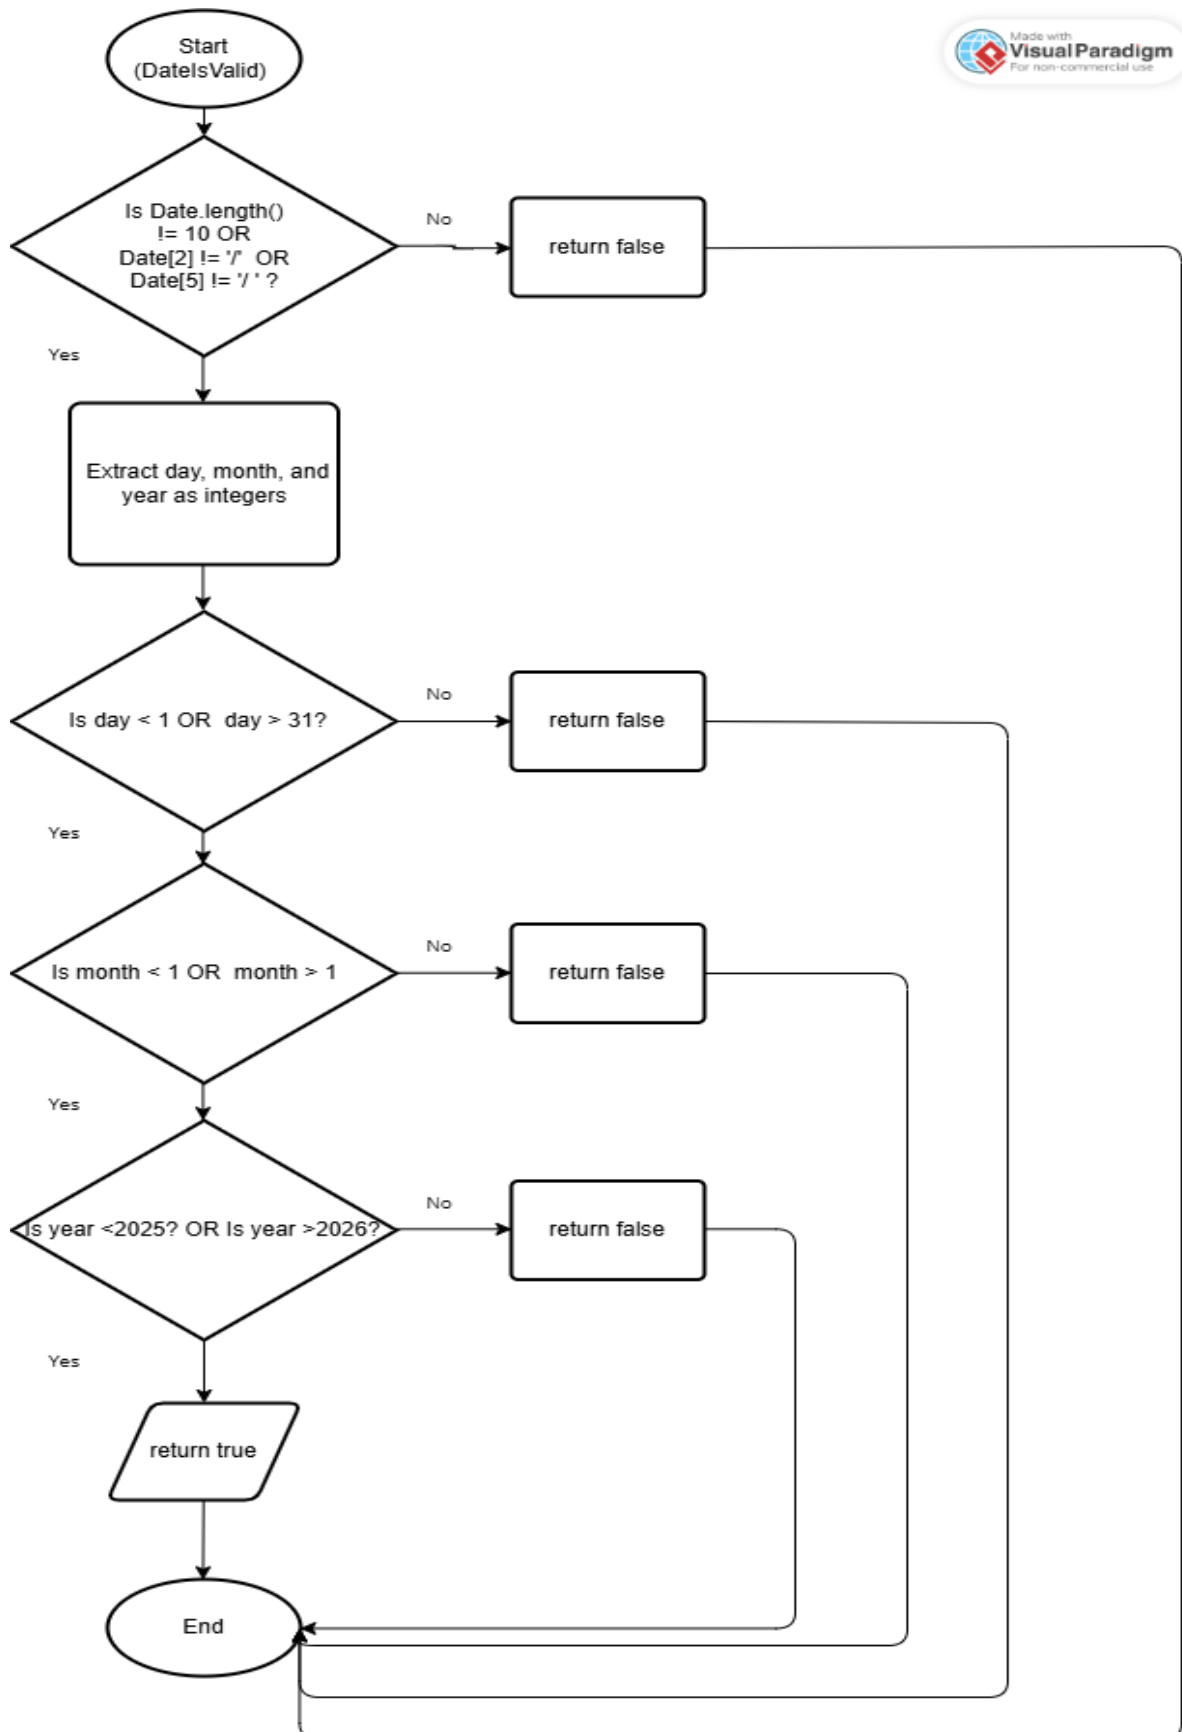 Start
(DateIsValid)
Made with
Visual Paradigm
For non-commercial use
Is Date.length()
!= 10 OR
Date[2] != '/'  OR
Date[5] != '/ ' ?
No
return false
Yes
Extract day, month, and
year as integers
Is day < 1 OR  day > 31?
No
return false
Yes
Is month < 1 OR  month > 1
No
return false
Yes
Is year <2025? OR Is year >2026?
No
return false
Yes
return true
End